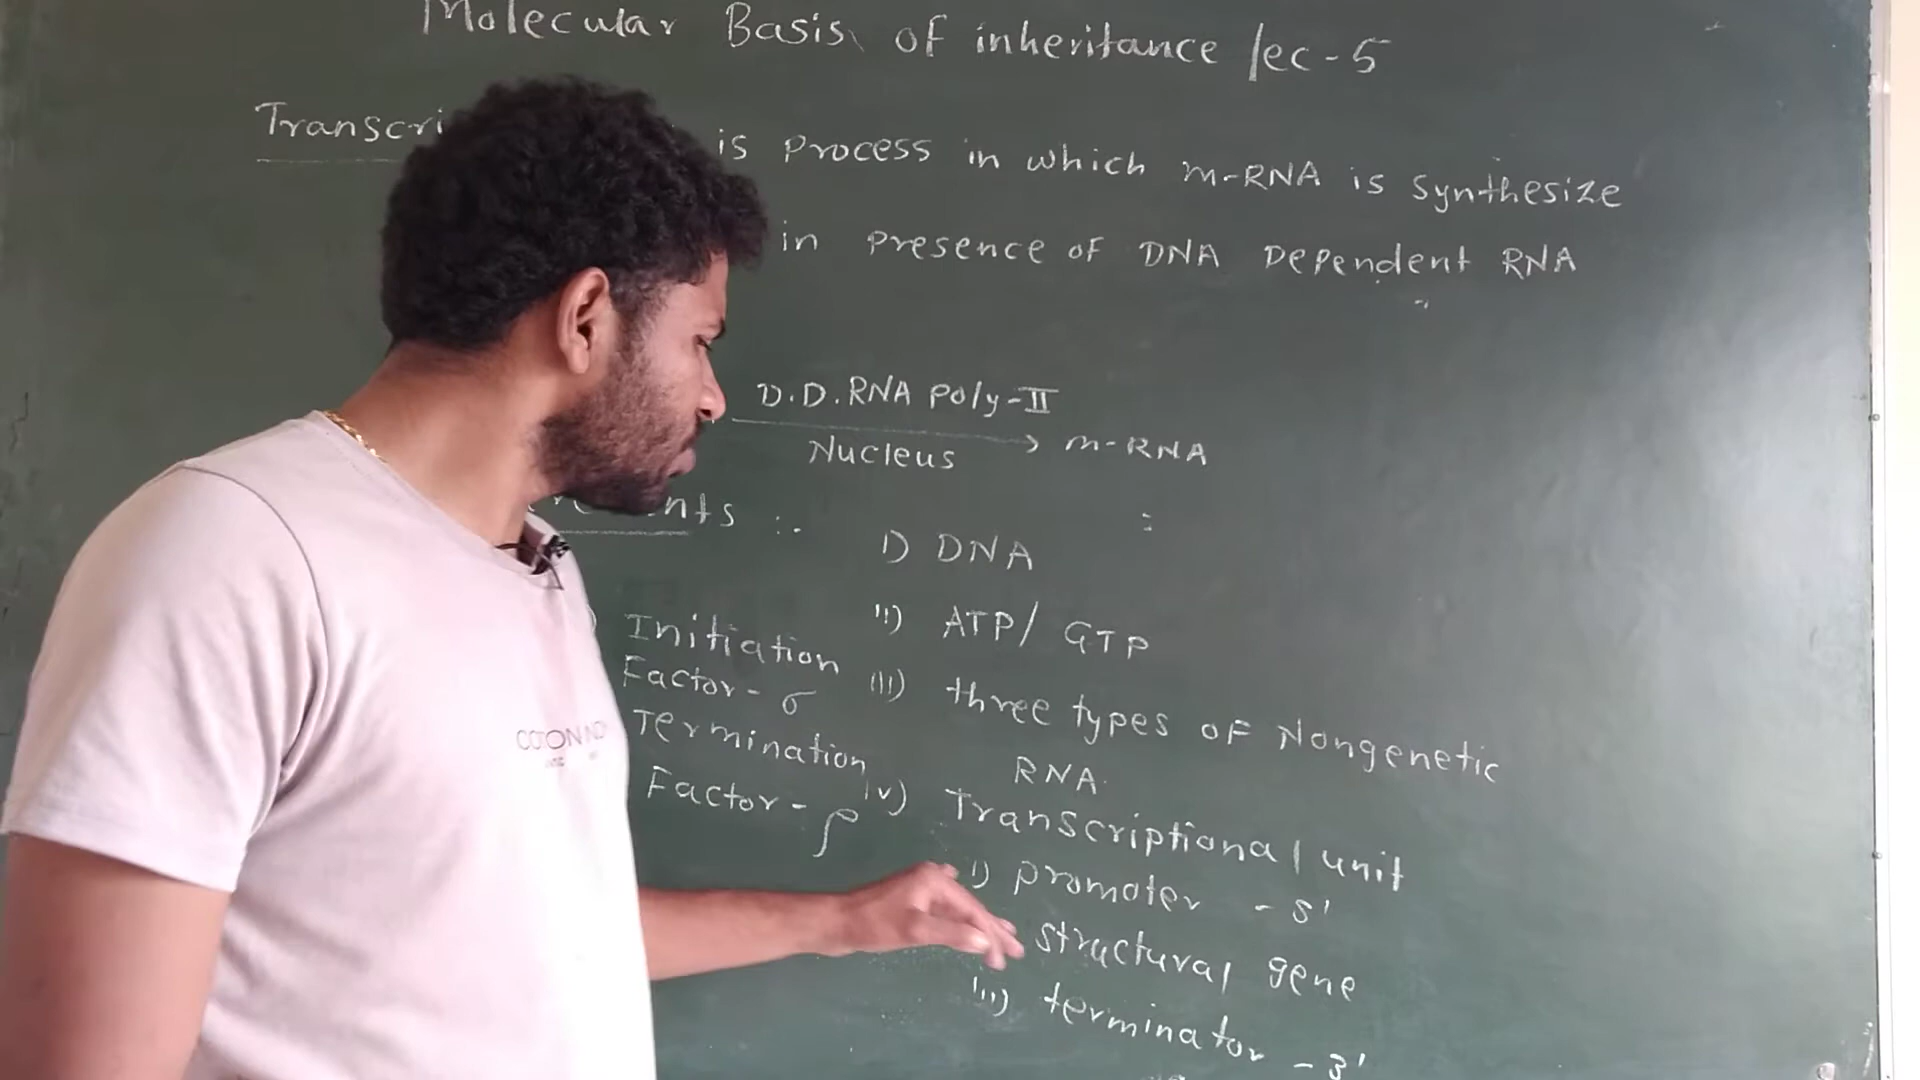 Molecular Basis of inheritance lec-5
Transcri is process in which m-RNA is synthesize
in presence of DNA Dependent RNA
D.D.RNA poly-II
Nucleus → m-RNA
nts :-
i) DNA
ii) ATP/ GTP
Initiation
Factor- σ
iii) three types of Nongenetic
RNA
Termination
Factor- ρ
iv) Transcriptional unit
i) promoter - 5'
structural gene
iii) terminator - 3'
COTON